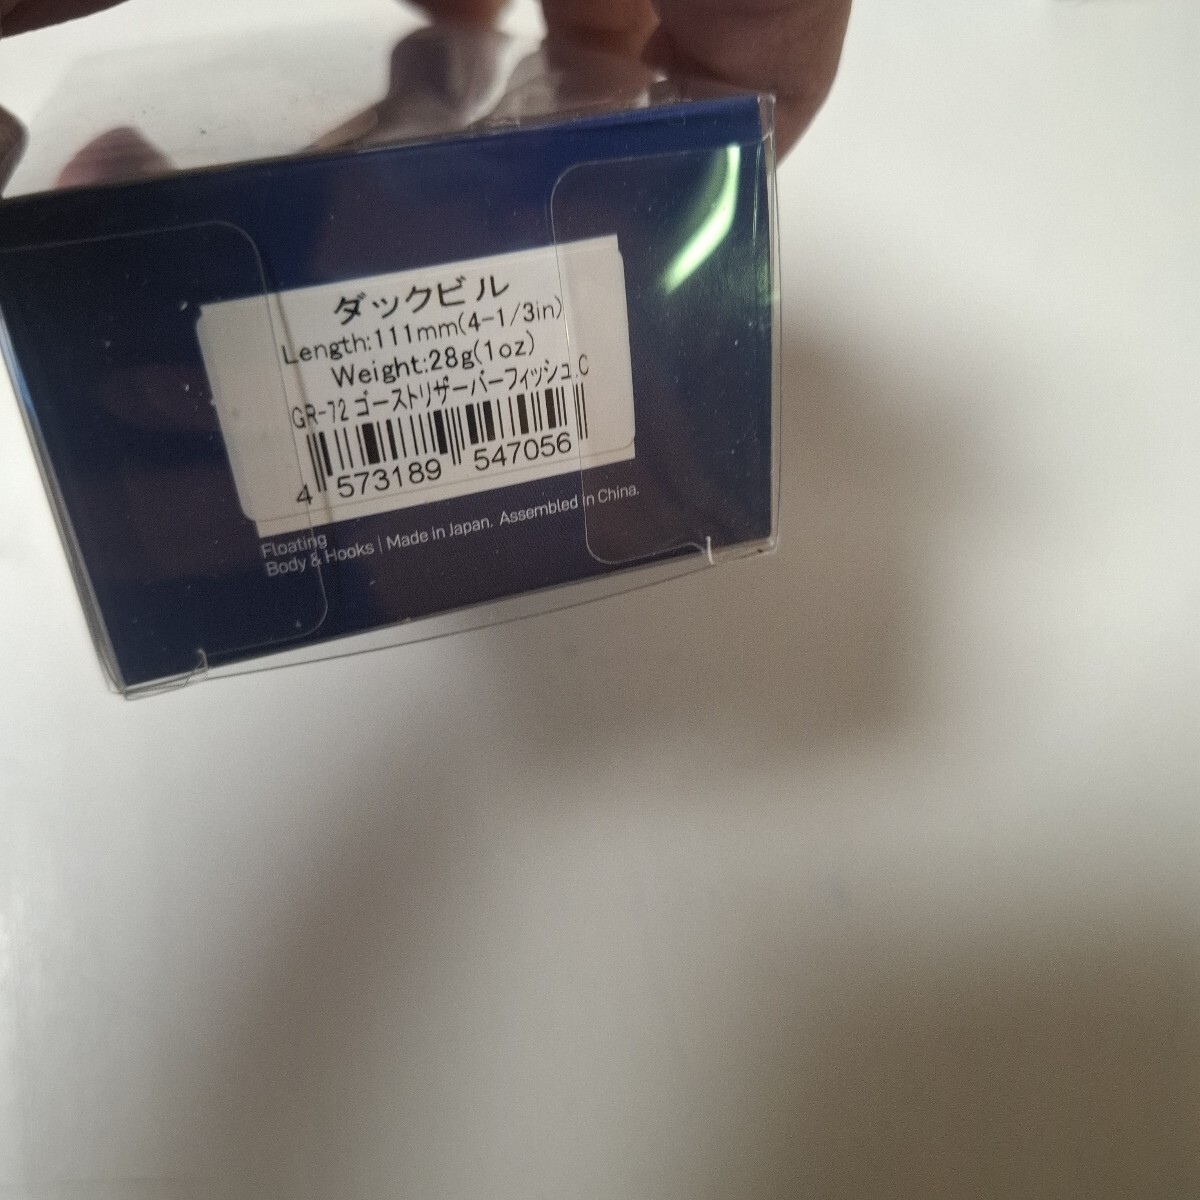 ダックビル
Length:111mm(4-1/3in)
Weight:28g(1oz)
GR-72 ゴーストリザーバーフィッシュ.C
4 573189 547056
Floating
Body & Hooks | Made in Japan. Assembled in China.